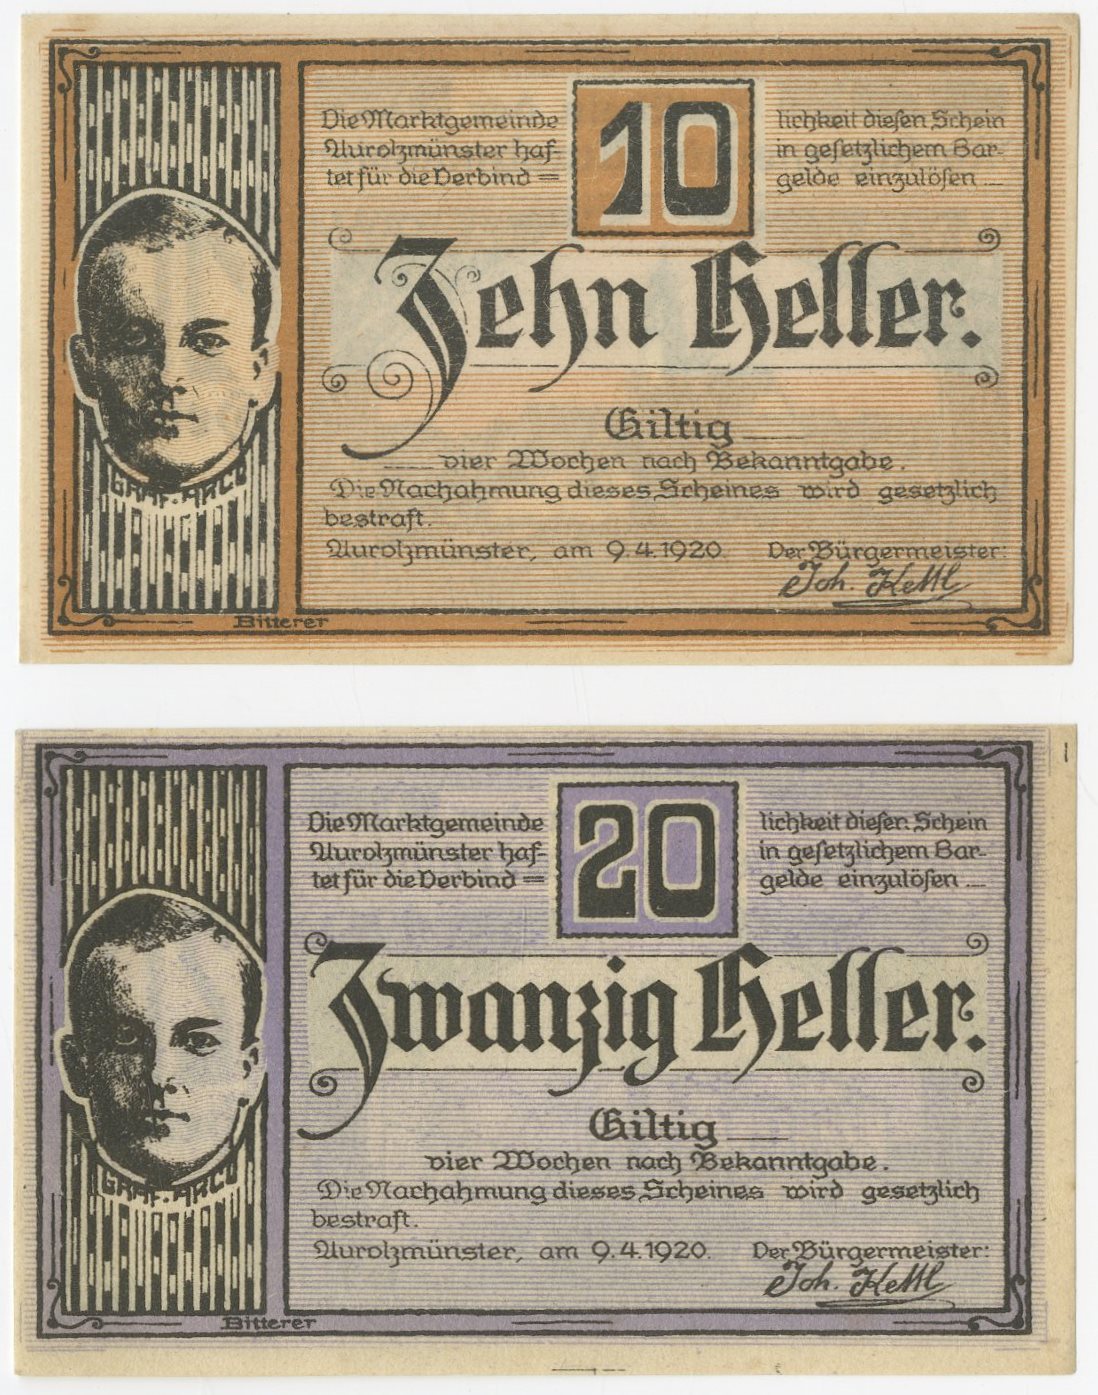 Die Marktgemeinde
Aurolzmünster haf-
tet für die Verbind=
10
lichkeit diesen Schein
in gesetzlichem Bar-
gelde einzulösen
Zehn Heller.
Giltig
vier Wochen nach Bekanntgabe.
Die Nachahmung dieses Scheines wird gesetzlich
bestraft.
Aurolzmünster, am 9.4.1920. Der Bürgermeister:
Joh. Kettl
GRAF-ARCO
Bitterer
Die Marktgemeinde
Aurolzmünster haf-
tet für die Verbind=
20
lichkeit diesen Schein
in gesetzlichem Bar-
gelde einzulösen
Zwanzig Heller.
Giltig
vier Wochen nach Bekanntgabe.
Die Nachahmung dieses Scheines wird gesetzlich
bestraft.
Aurolzmünster, am 9.4.1920. Der Bürgermeister:
Joh. Kettl
GRAF-ARCO
Bitterer